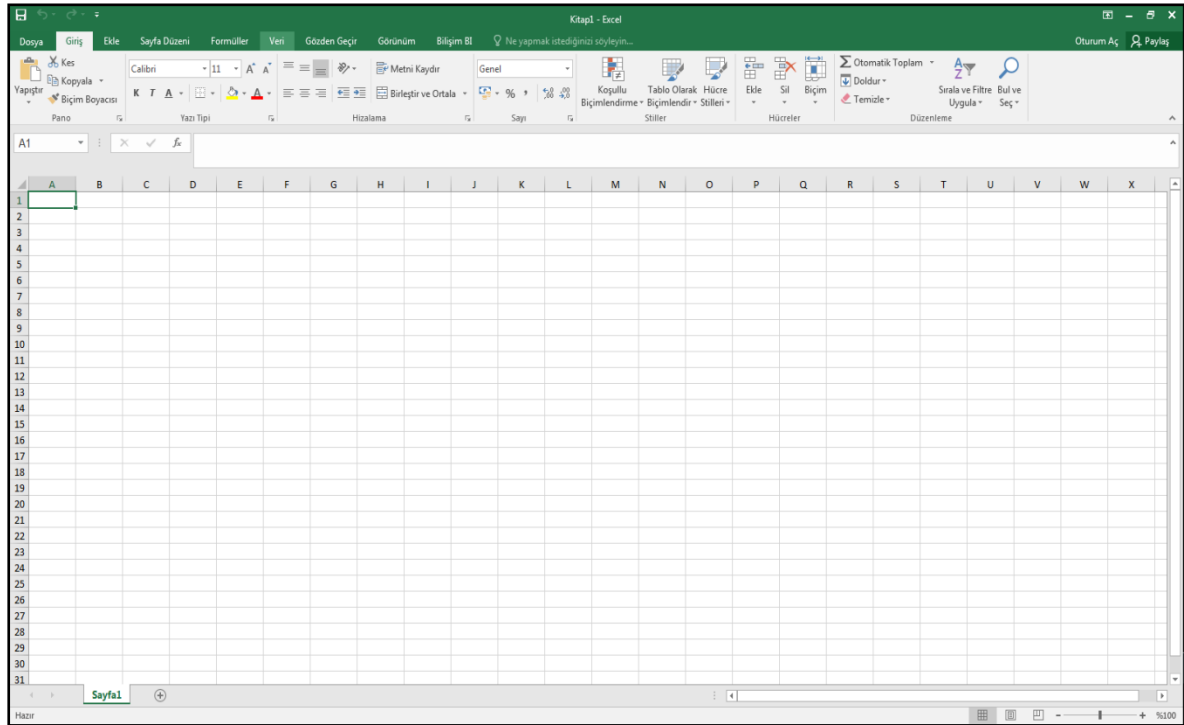 Kitap1 - Excel
Dosya Giriş Ekle Sayfa Düzeni Formüller Veri Gözden Geçir Görünüm Bilişim BI Ne yapmak istediğinizi söyleyin... Oturum Aç Paylaş
Yapıştır
Kes
Kopyala
Biçim Boyacısı
Pano
Calibri 11 A A
K T A A
Yazı Tipi
Metni Kaydır
Birleştir ve Ortala
Hizalama
Genel
% ,
Sayı
Koşullu Biçimlendirme
Tablo Olarak Biçimlendir
Hücre Stilleri
Stiller
Ekle Sil Biçim
Hücreler
Otomatik Toplam
Doldur
Temizle
Sırala ve Filtre Uygula
Bul ve Seç
Düzenleme
A1 fx
A B C D E F G H I J K L M N O P Q R S T U V W X
1
2
3
4
5
6
7
8
9
10
11
12
13
14
15
16
17
18
19
20
21
22
23
24
25
26
27
28
29
30
31
Sayfa1
Hazır %100